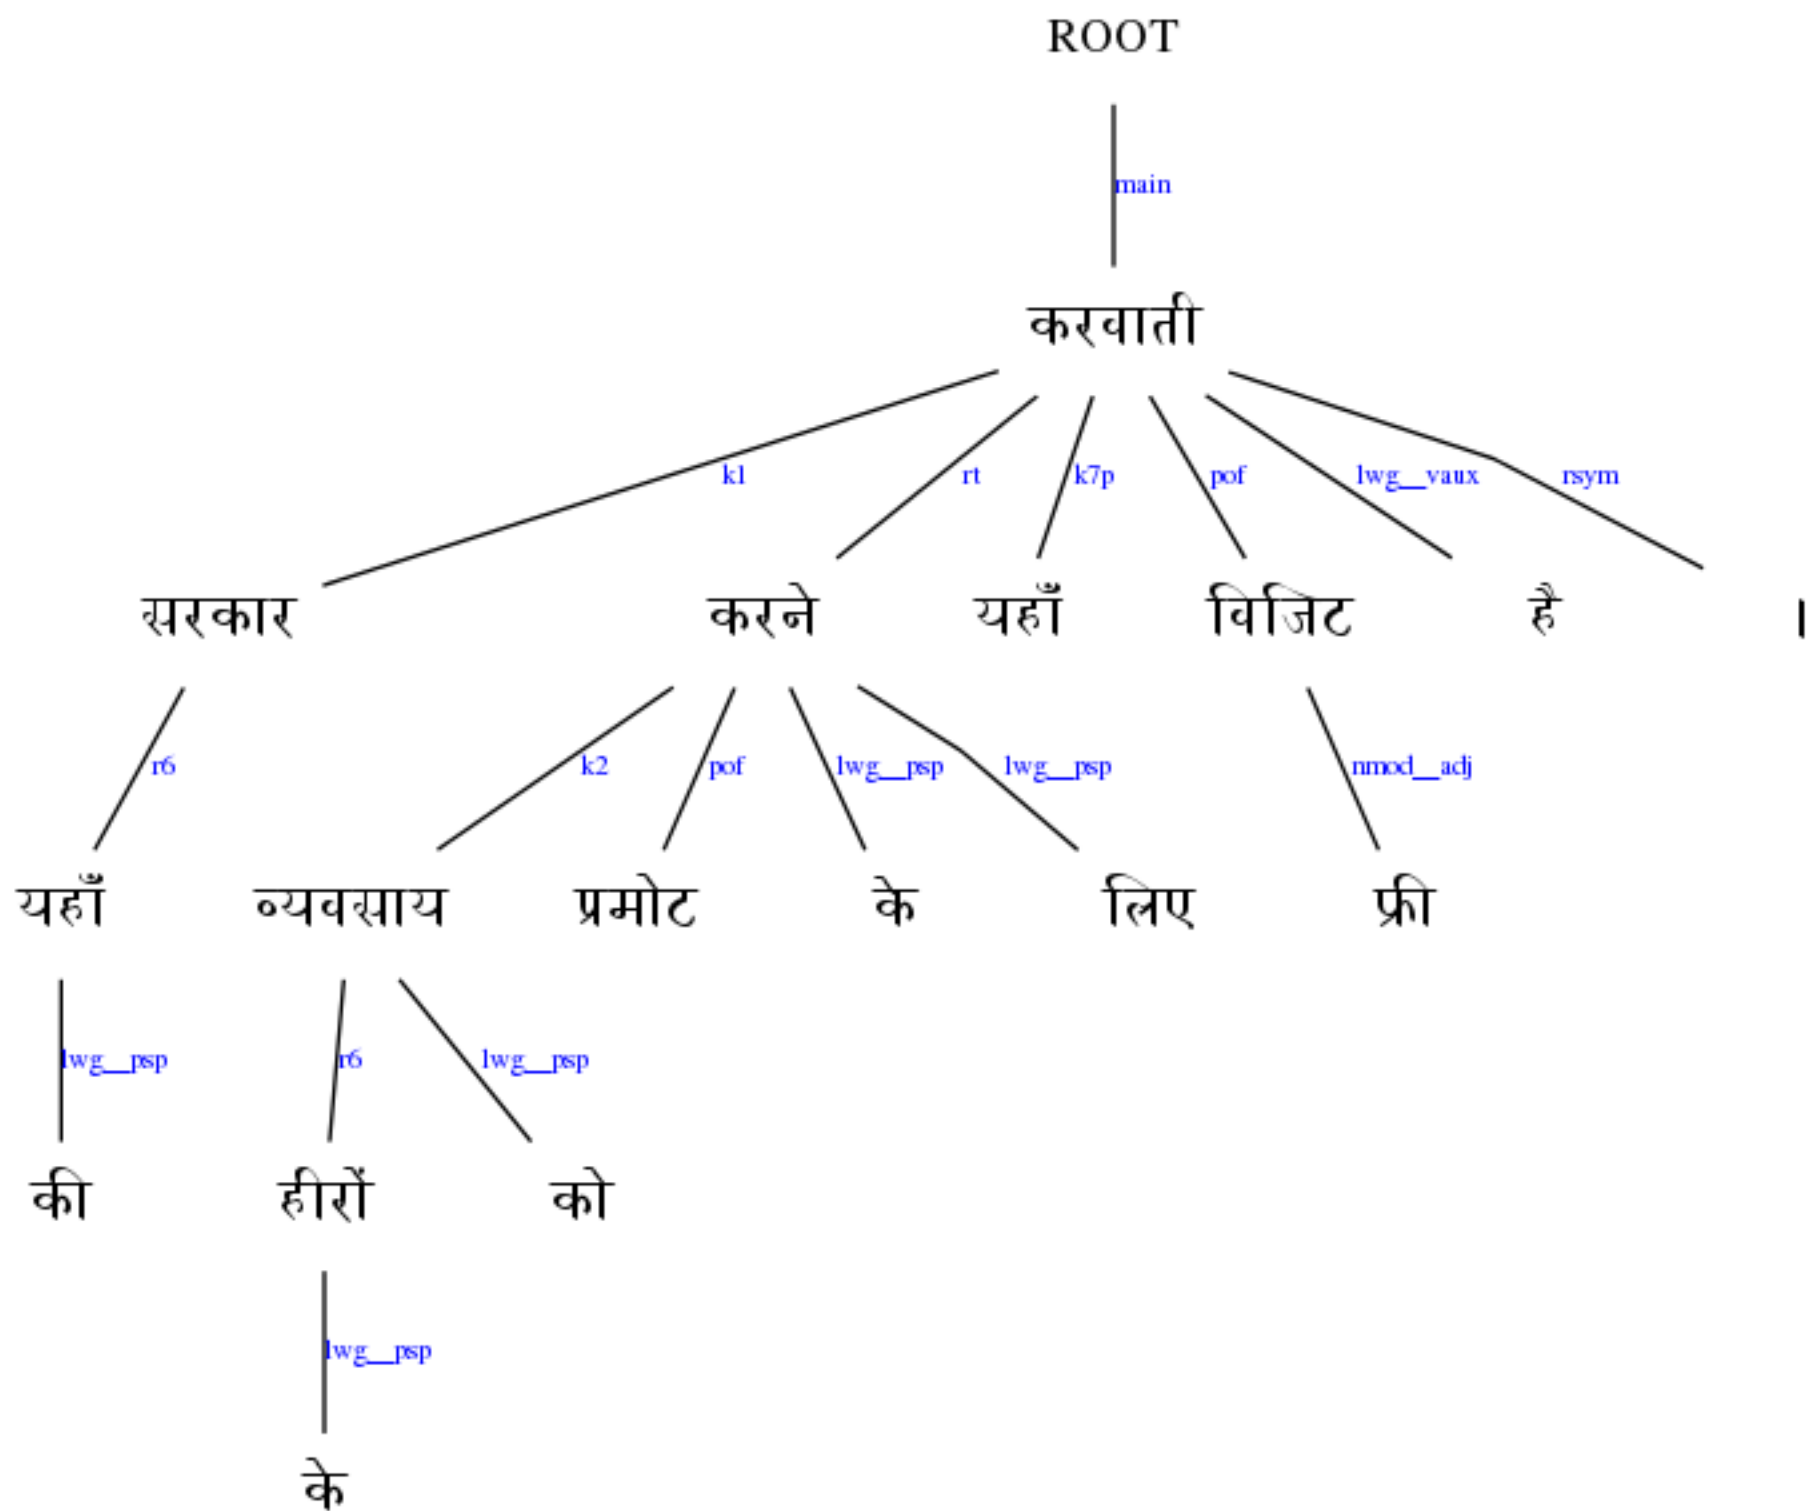 ROOT
main
करवाती
k1 rt k7p pof lwg__vaux rsym
सरकार करने यहाँ विजिट है ।
r6 k2 pof lwg__psp lwg__psp nmod__adj
यहाँ व्यवसाय प्रमोट के लिए फ्री
lwg__psp r6 lwg__psp
की हीरों को
lwg__psp
के